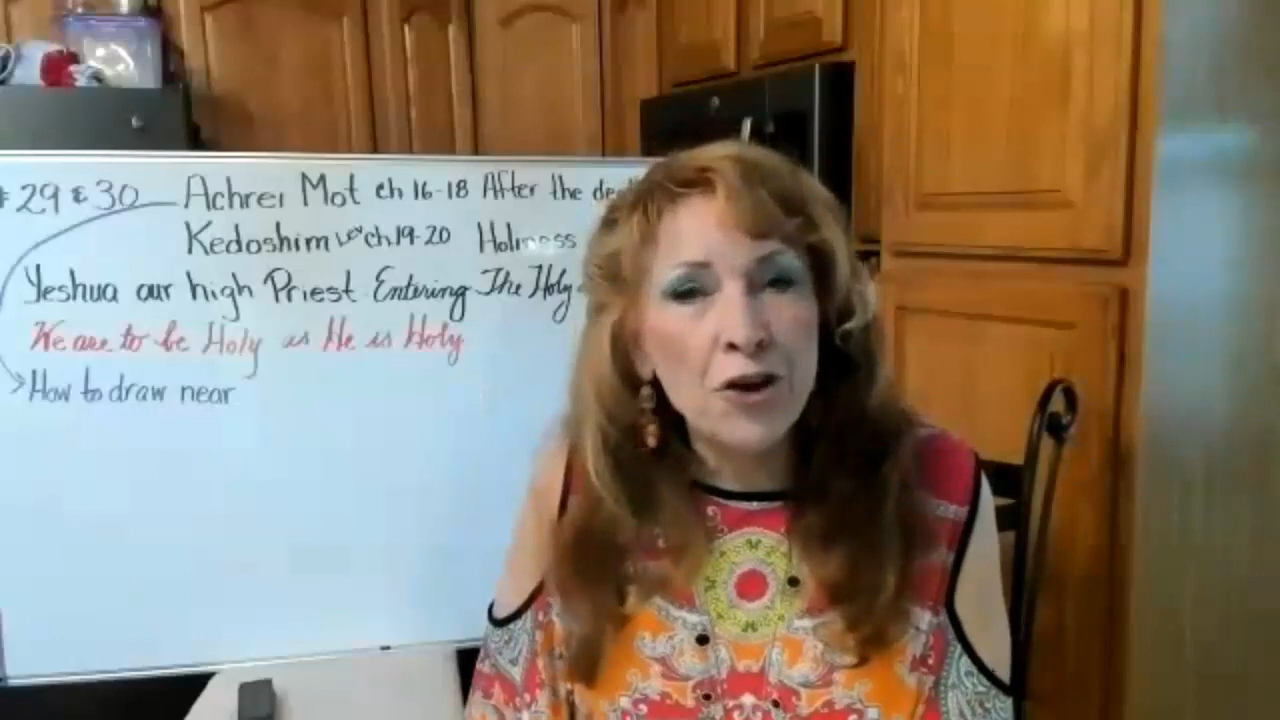 29 & 30 Achrei Mot ch 16-18 After the
Kedoshim Lev ch 19-20 Holiness
Yeshua our high Priest Entering The Holy
We are to be Holy as He is Holy
How to draw near